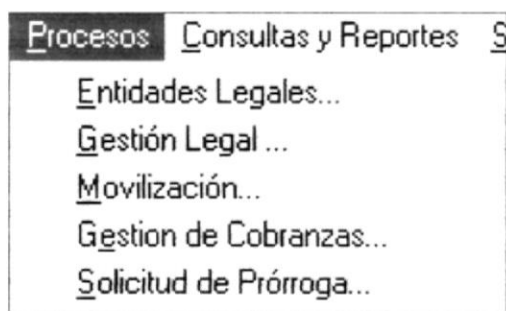 Procesos Consultas y Reportes S
Entidades Legales...
Gestión Legal ...
Movilización...
Gestion de Cobranzas...
Solicitud de Prórroga...